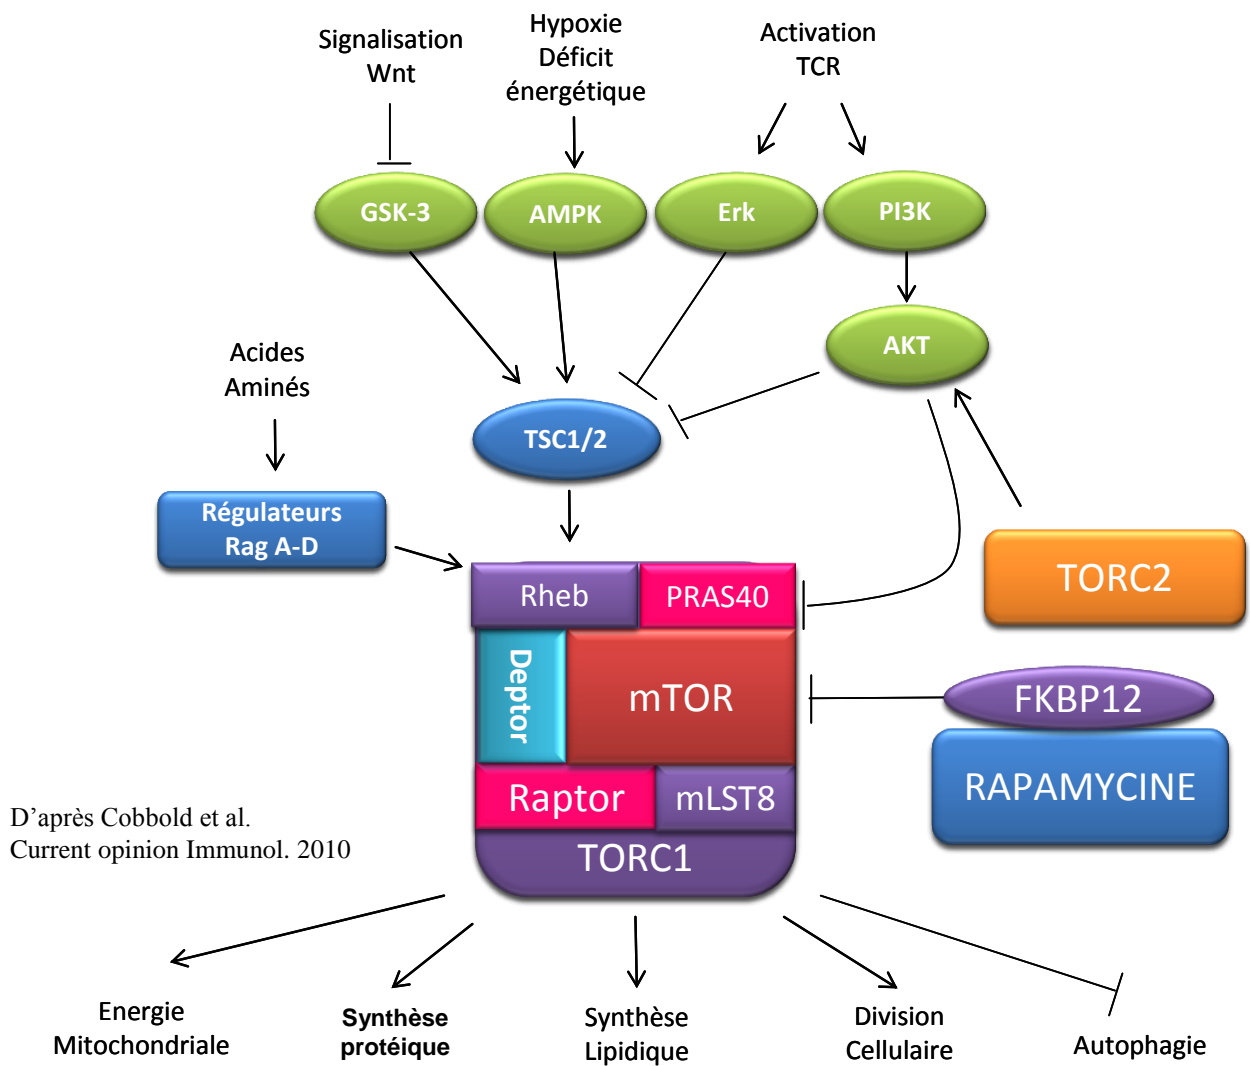 Signalisation
Wnt
Hypoxie
Déficit
énergétique
Activation
TCR
GSK-3
AMPK
Erk
PI3K
AKT
Acides
Aminés
TSC1/2
Régulateurs
Rag A-D
TORC2
Rheb
PRAS40
Deptor
mTOR
FKBP12
RAPAMYCINE
Raptor
mLST8
TORC1
D’après Cobbold et al.
Current opinion Immunol. 2010
Energie
Mitochondriale
Synthèse
protéique
Synthèse
Lipidique
Division
Cellulaire
Autophagie